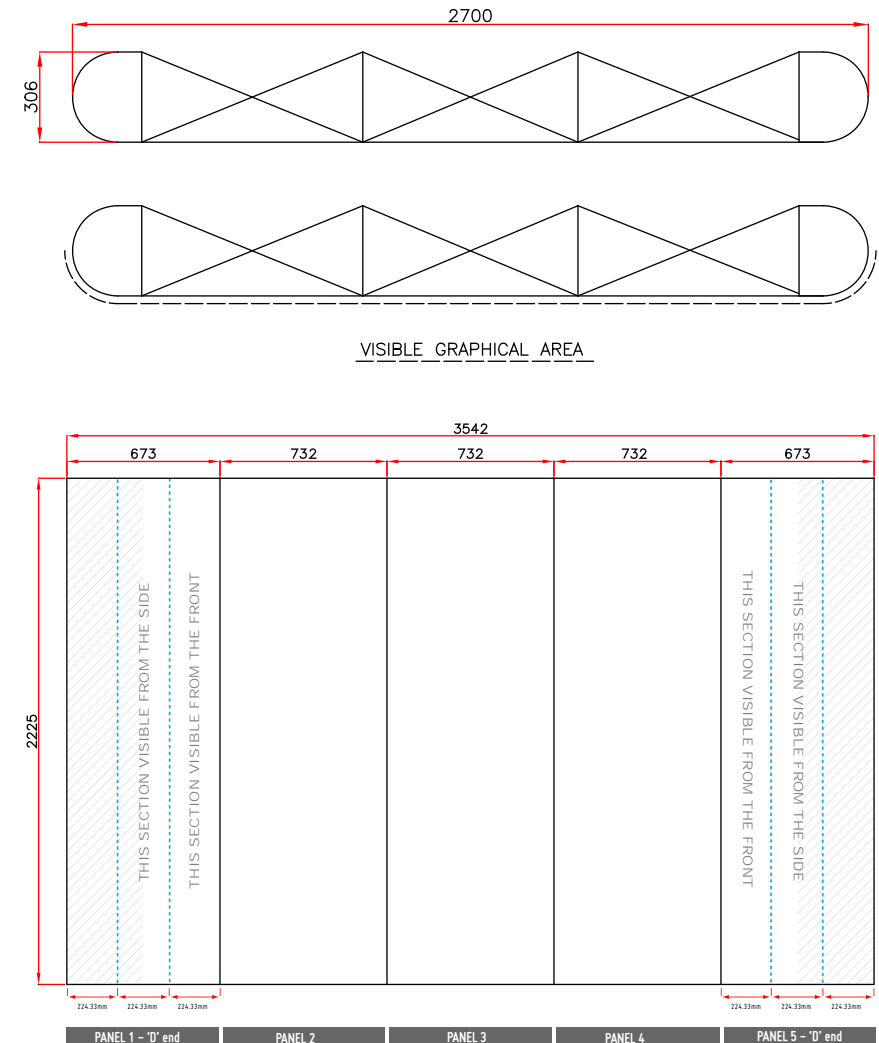 2700
306
VISIBLE GRAPHICAL AREA
3542
673 732 732 732 673
2225
THIS SECTION VISIBLE FROM THE SIDE
THIS SECTION VISIBLE FROM THE FRONT
THIS SECTION VISIBLE FROM THE FRONT
THIS SECTION VISIBLE FROM THE SIDE
224.33mm 224.33mm 224.33mm 224.33mm 224.33mm 224.33mm
PANEL 1 – 'D' end PANEL 2 PANEL 3 PANEL 4 PANEL 5 – 'D' end